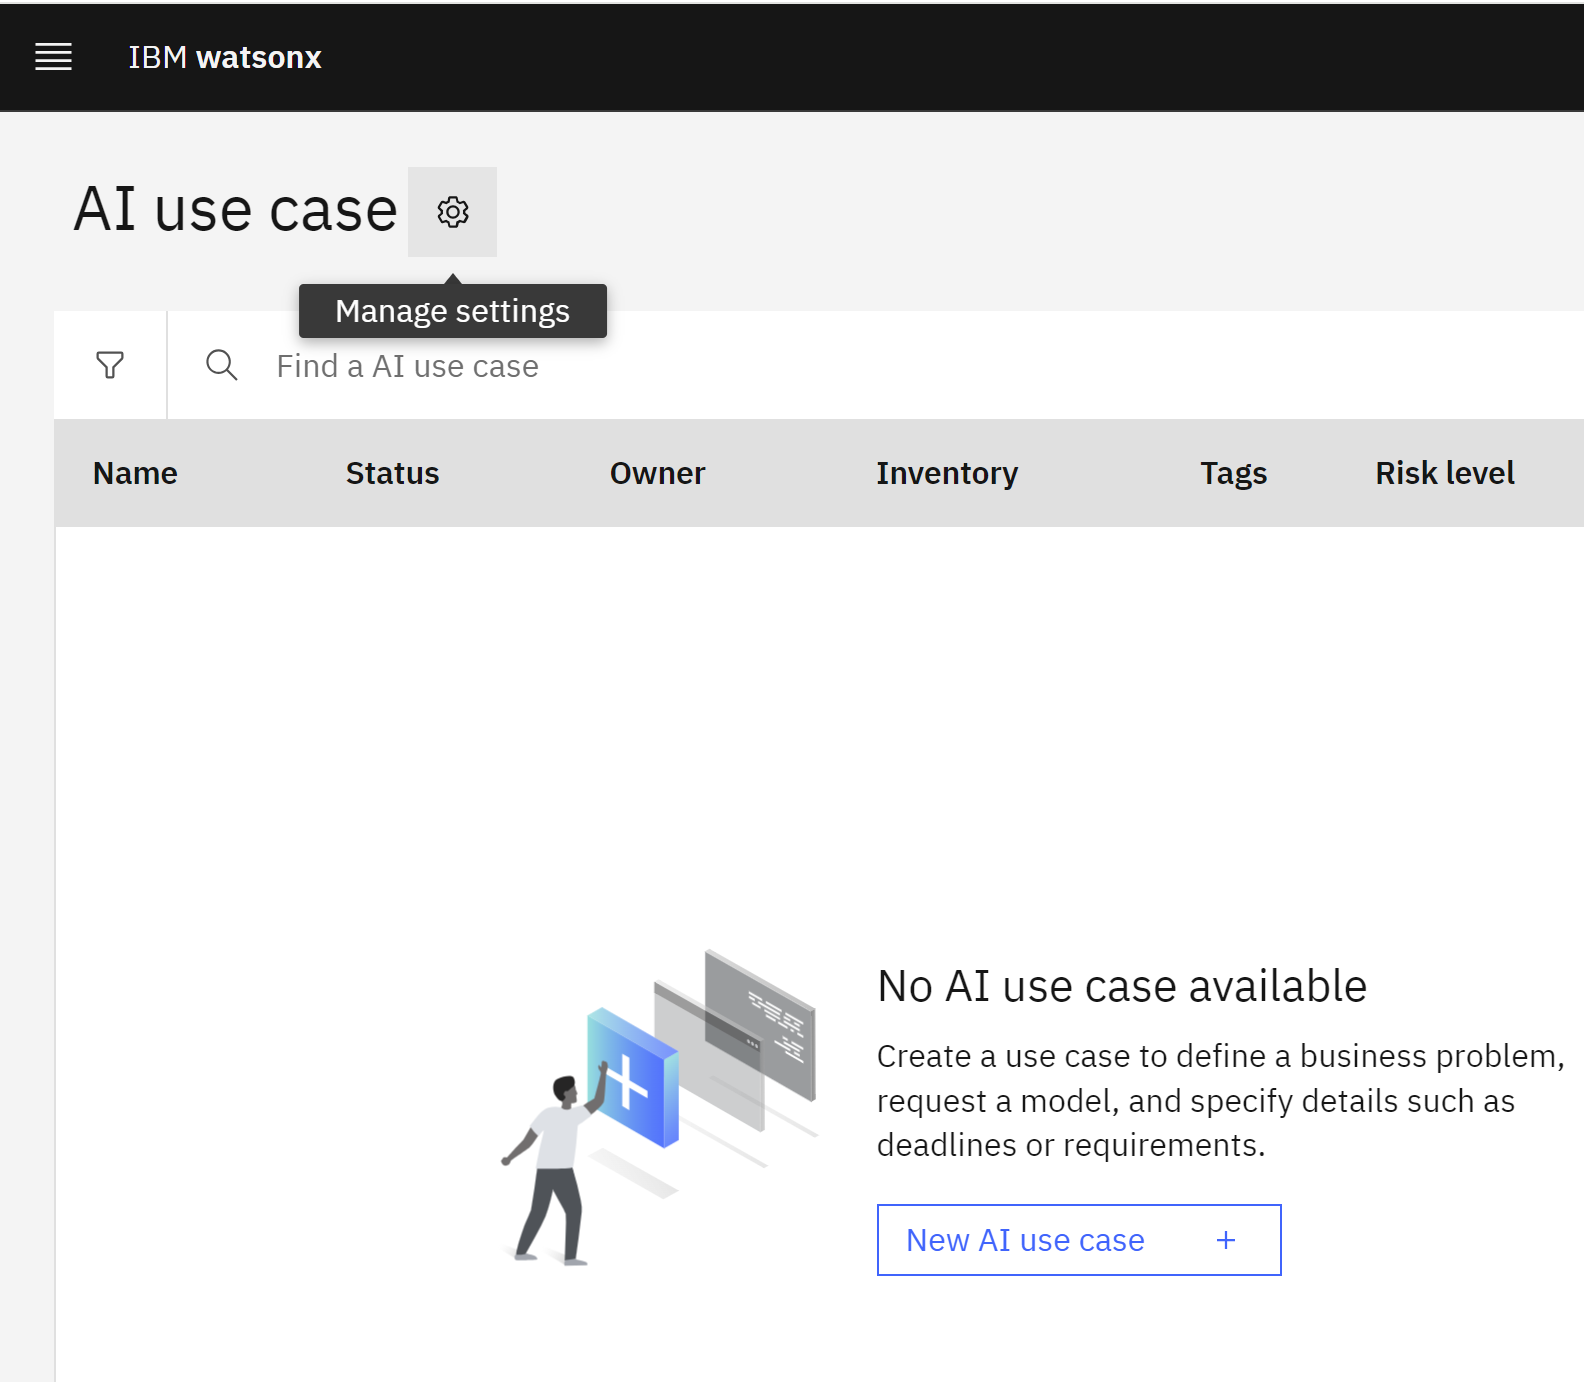 IBM watsonx
AI use case
Manage settings
Find a AI use case
Name Status Owner Inventory Tags Risk level
No AI use case available
Create a use case to define a business problem,
request a model, and specify details such as
deadlines or requirements.
New AI use case +